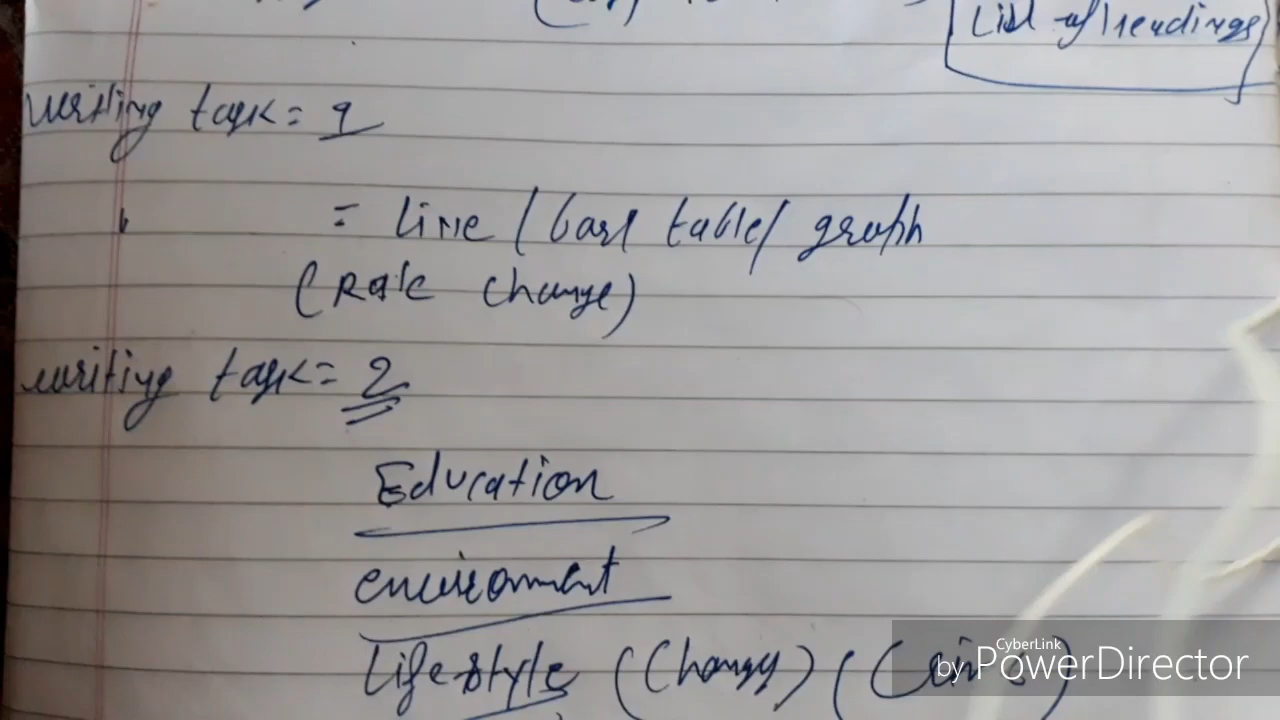 List of headings
Writing task = 1
= Line / bar / table / graph
(Rate change)
writing task = 2
Education
enviroment
Lifestyle (Change) (
CyberLink
by PowerDirector